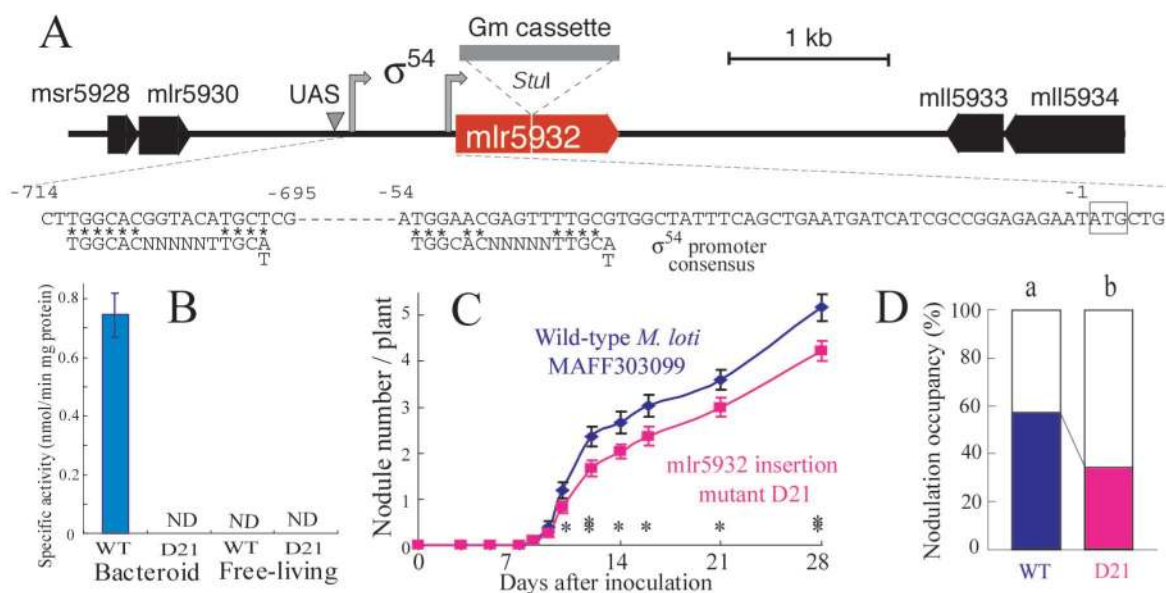 A
Gm cassette
σ54
StuI
1 kb
msr5928
mlr5930
UAS
mlr5932
mll5933
mll5934
-714
-695
-54
-1
CTTGGCACGGTACATGCTCG-------ATGGAACGAGTTTTGCGTGGCTATTTCAGCTGAATGATCATCGCCGGAGAGAATATGCTG
****** **** *** ** ****
TGGCACNNNNNTTGCA
T
TGGCACNNNNNTTGCA
T
σ54 promoter
consensus
B
Specific activity (nmol/min mg protein)
0.8
0.6
0.4
0.2
0
ND
ND
ND
WT
D21
WT
D21
Bacteroid
Free-living
C
Nodule number / plant
5
4
3
2
1
0
Wild-type M. loti
MAFF303099
mlr5932 insertion
mutant D21
* ** * * * **
0
7
14
21
28
Days after inoculation
D
a
b
Nodulation occupancy (%)
100
80
60
40
20
0
WT
D21